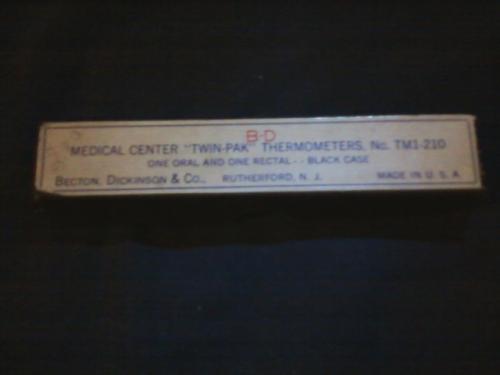 B-D
MEDICAL CENTER "TWIN-PAK" THERMOMETERS, No. TM1-210
ONE ORAL AND ONE RECTAL - - BLACK CASE
BECTON, DICKINSON & CO., RUTHERFORD, N. J. MADE IN U. S. A